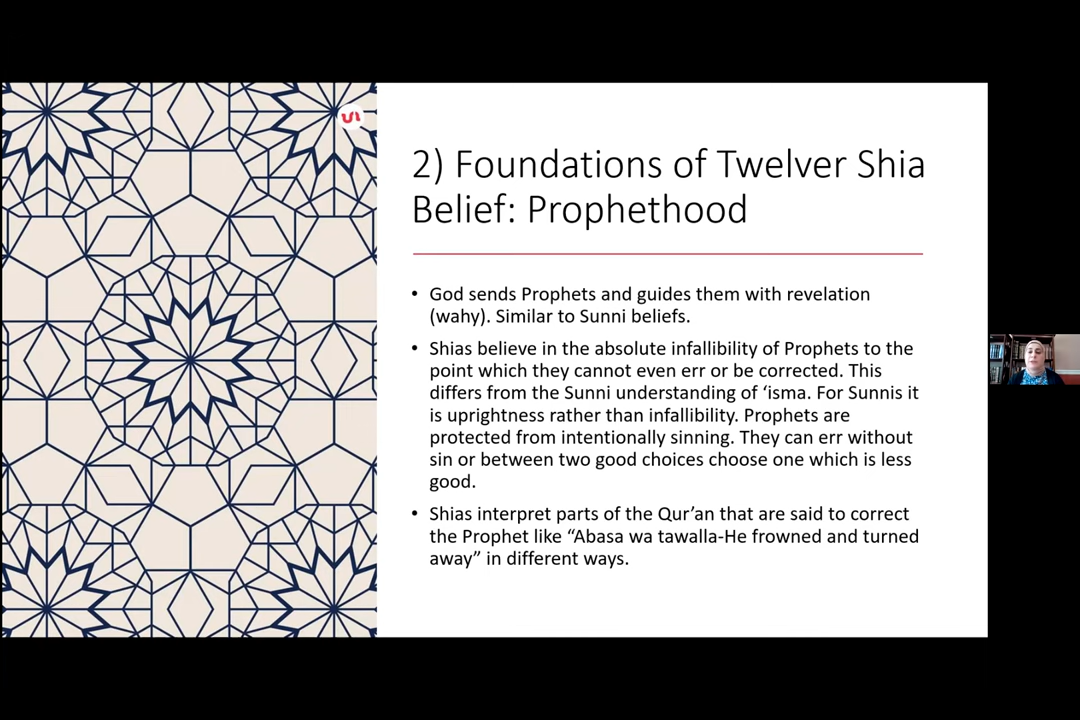 2) Foundations of Twelver Shia
Belief: Prophethood
• God sends Prophets and guides them with revelation
(wahy). Similar to Sunni beliefs.
• Shias believe in the absolute infallibility of Prophets to the
point which they cannot even err or be corrected. This
differs from the Sunni understanding of ‘isma. For Sunnis it
is uprightness rather than infallibility. Prophets are
protected from intentionally sinning. They can err without
sin or between two good choices choose one which is less
good.
• Shias interpret parts of the Qur’an that are said to correct
the Prophet like “Abasa wa tawalla-He frowned and turned
away” in different ways.